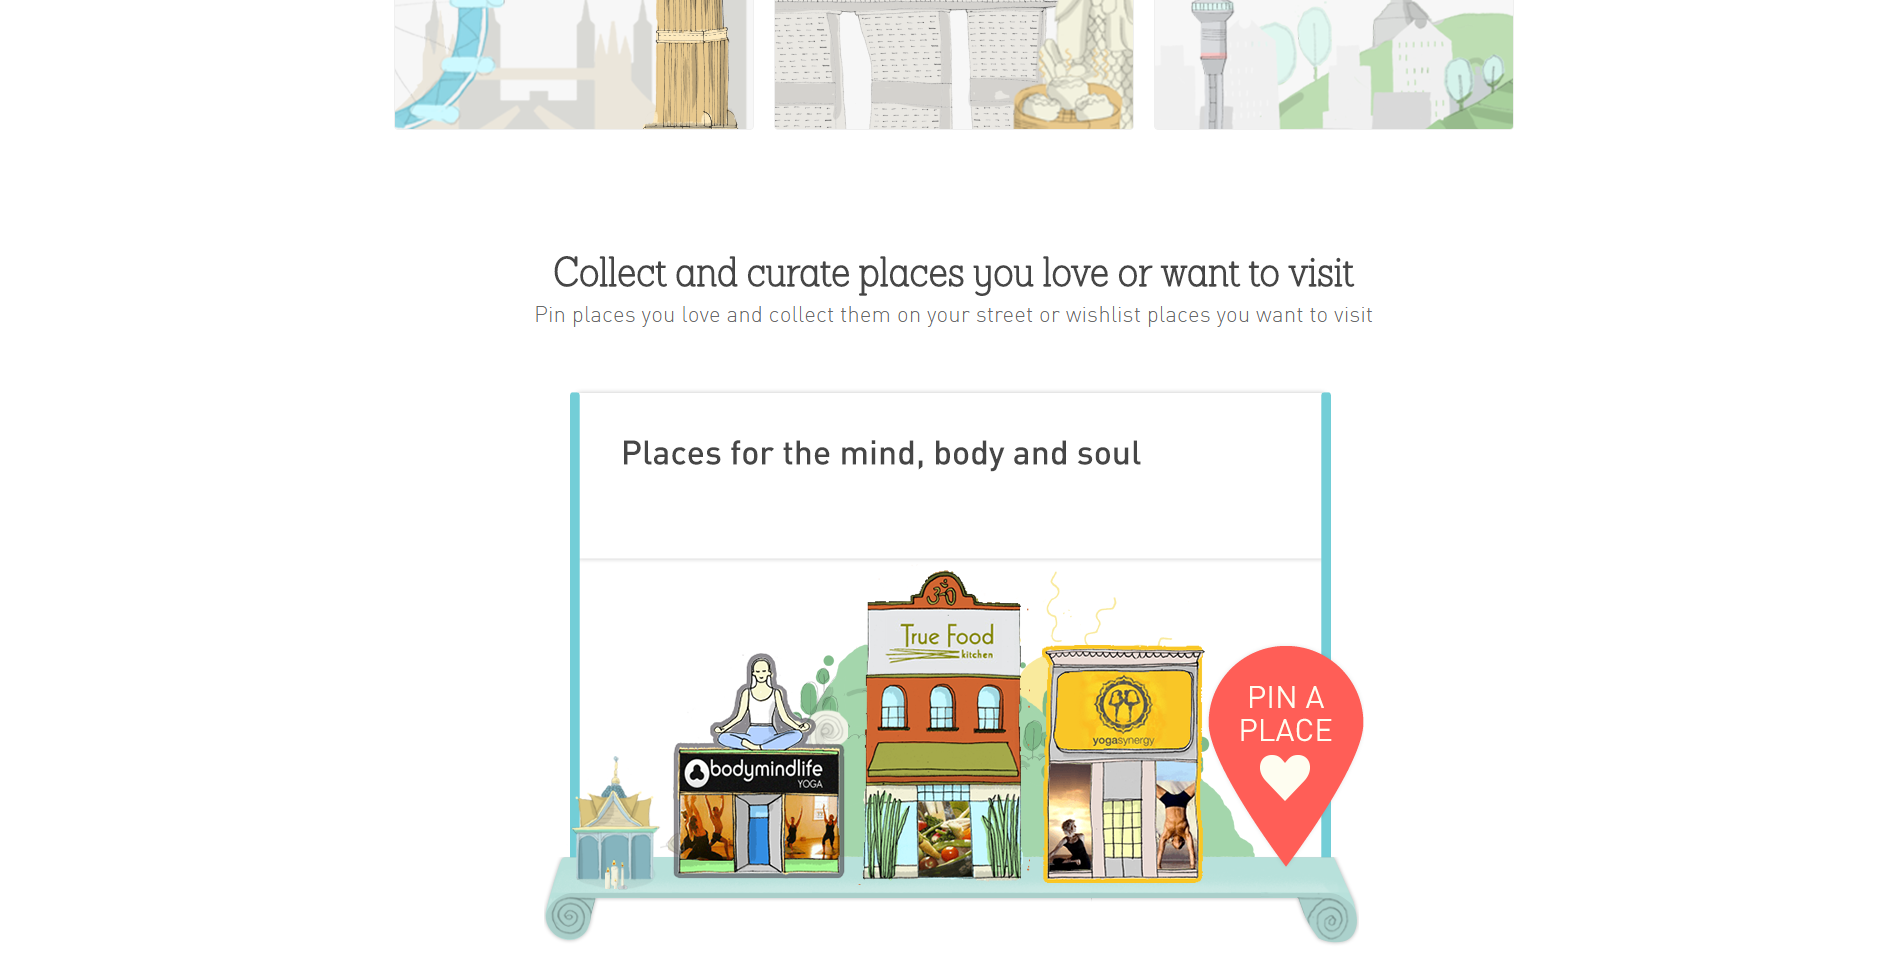 Collect and curate places you love or want to visit
Pin places you love and collect them on your street or wishlist places you want to visit
Places for the mind, body and soul
ॐ
True Food
kitchen
bodymindlife
YOGA
yogasynergy
PIN A
PLACE